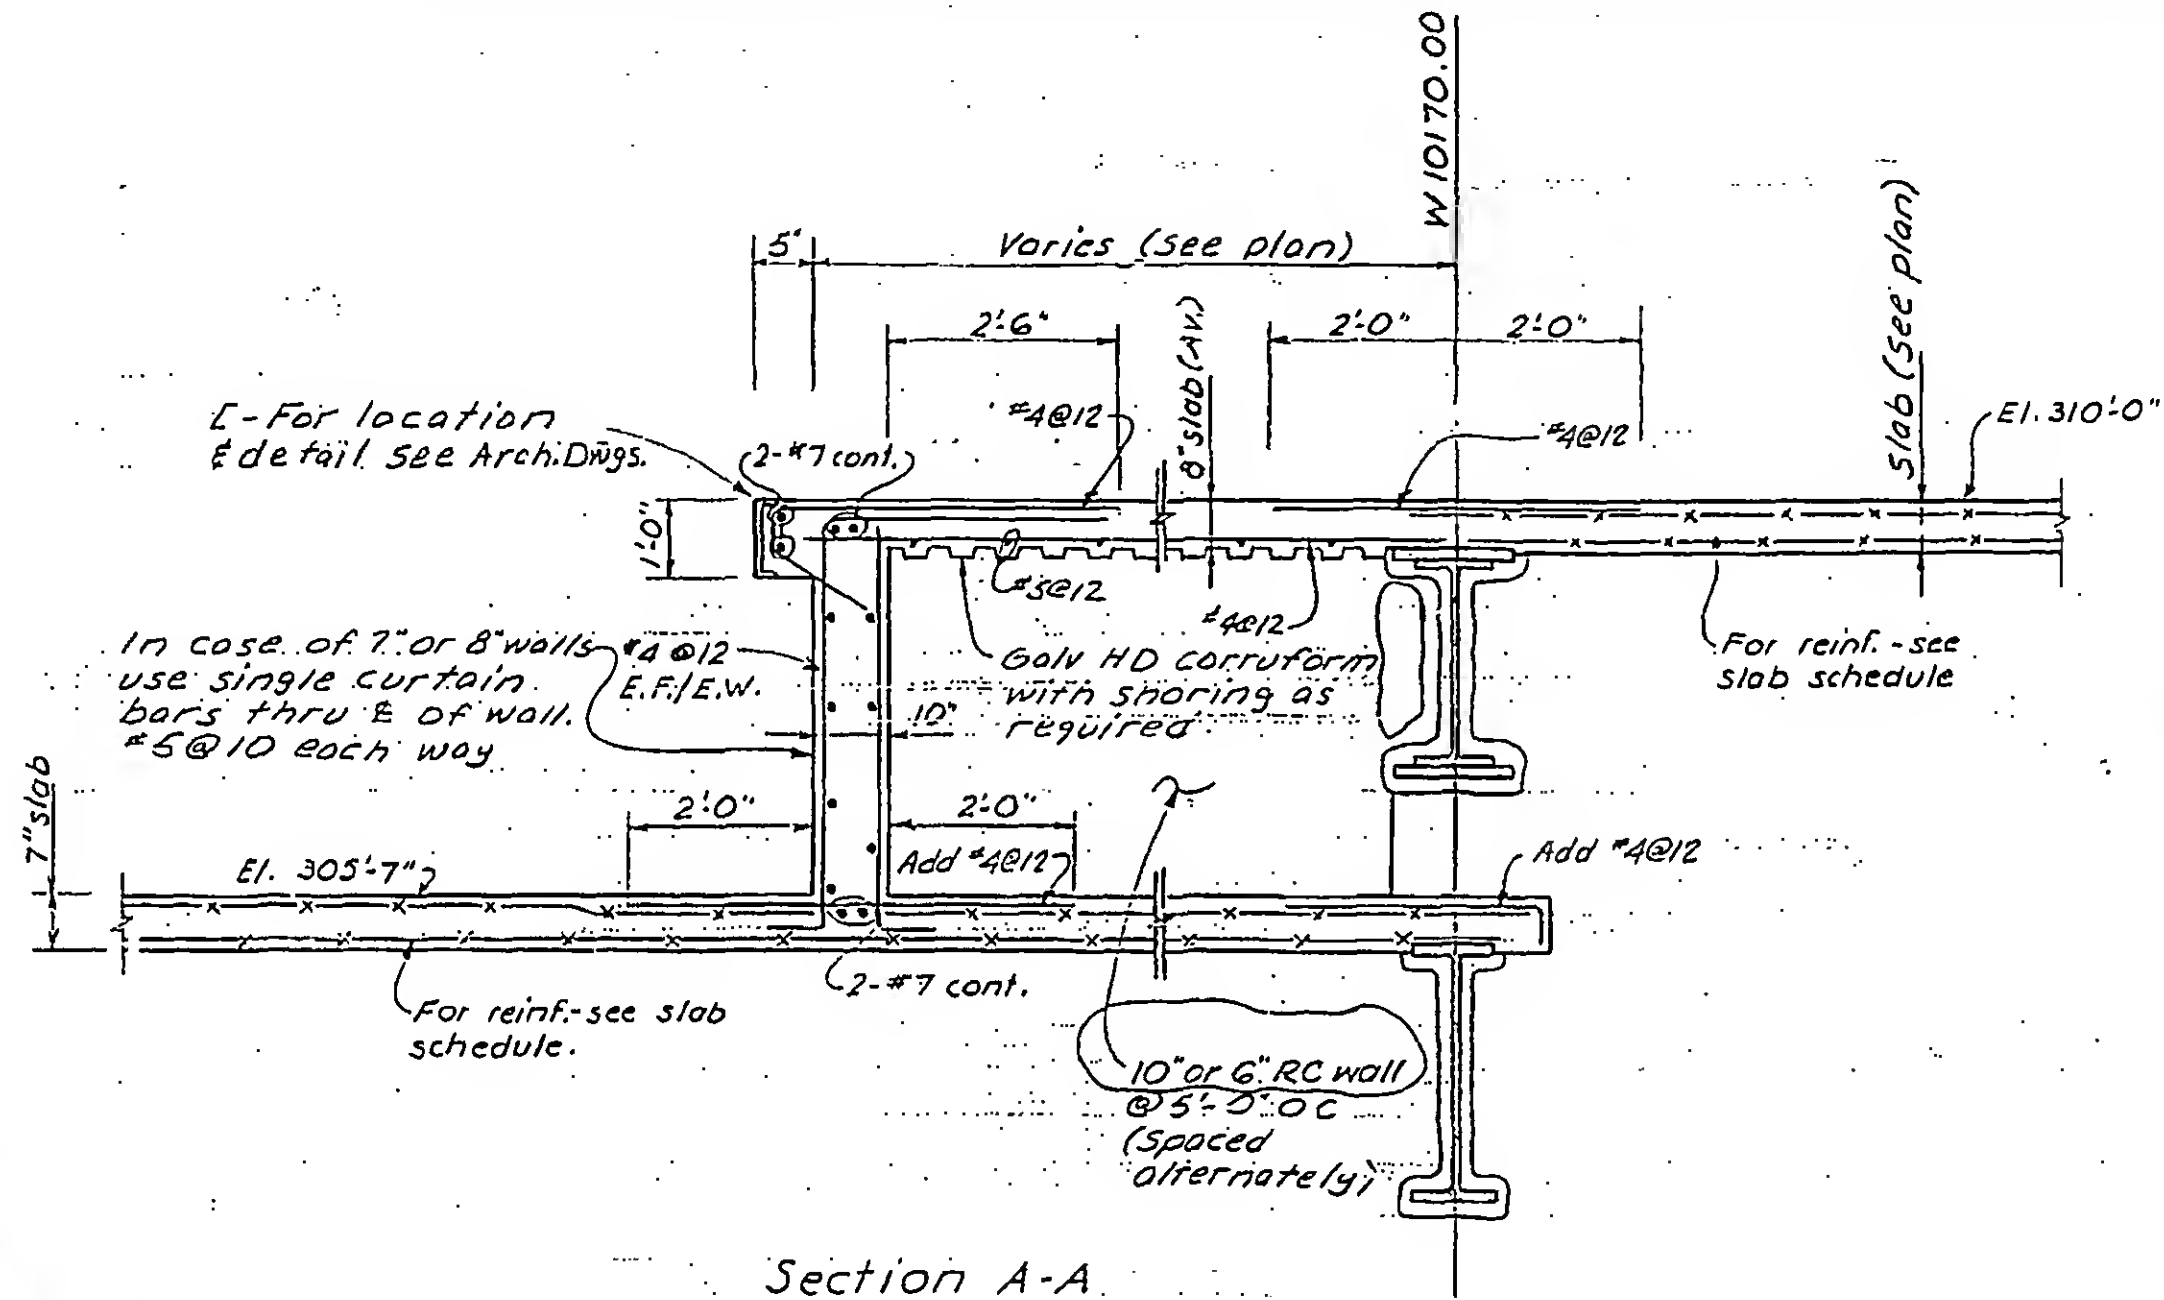 W 10170.00
5"
Varies (see plan)
2'-6"
8" slab (Av.)
2'-0"
2'-0"
Slab (see plan)
[-For location
& detail see Arch. Dwgs.
2-#7 cont.
#4@12
#4@12
El. 310'-0"
1'-0"
#5@12
#4@12
In case of 7" or 8" walls
use single curtain
bars thru ℄ of wall.
#5@10 each way
#4@12
E.F./E.W.
10"
Galv HD corruform
with shoring as
required
For reinf.-see
slab schedule
7" slab
2'-0"
2'-0"
El. 305'-7"
Add #4@12
Add #4@12
For reinf.-see slab
schedule.
2-#7 cont.
10" or 6" RC wall
@ 5'-0" OC
(Spaced
alternately)
Section A-A